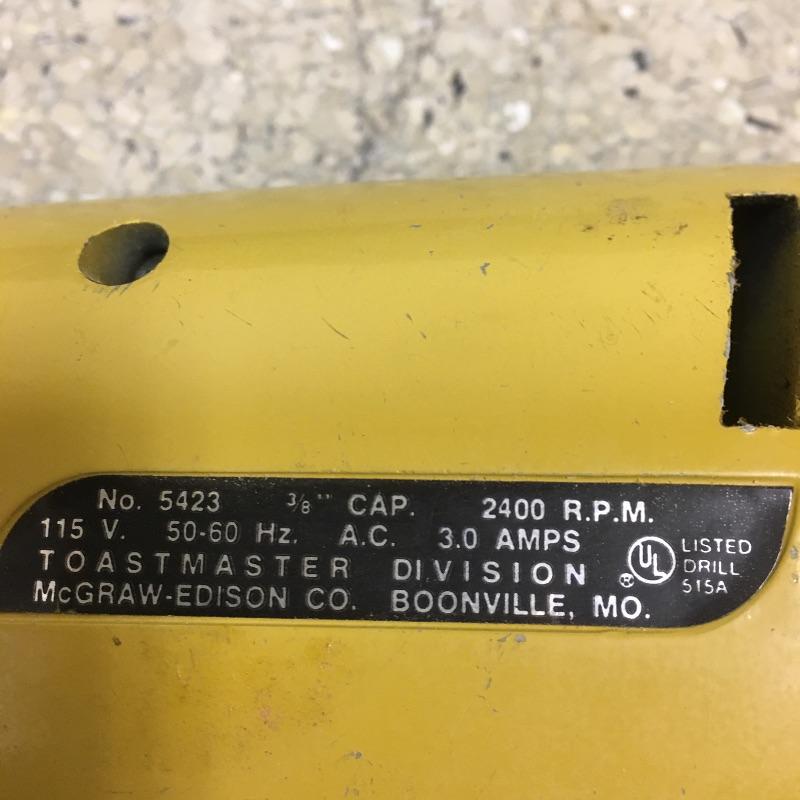 No. 5423 3/8" CAP. 2400 R.P.M.
115 V. 50-60 Hz. A.C. 3.0 AMPS
TOASTMASTER DIVISION
McGRAW-EDISON CO. BOONVILLE, MO.
UL ®
LISTED
DRILL
515A